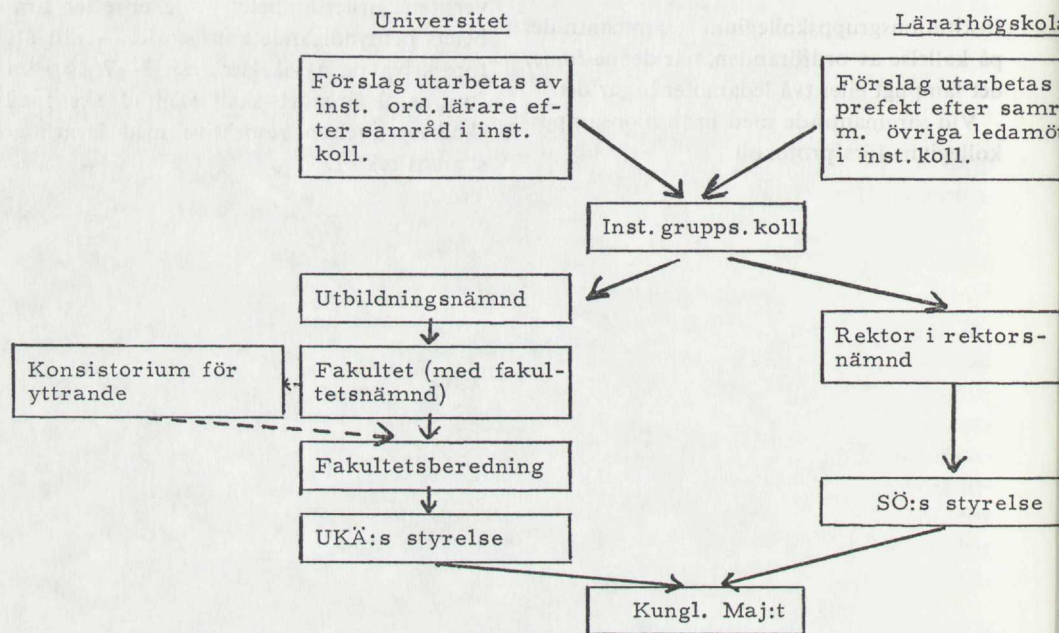 Universitet
Förslag utarbetas av
inst. ord. lärare ef-
ter samråd i inst.
koll.
Förslag utarbetas
prefekt efter samr
m. övriga ledamö
inst.koll.
Inst. grupps. koll
Utbildningsnämnd
Rektor i rektors-
nämnd
Konsistorium för
yttrande
Fakultet (med fakul-
tetsnämnd)
Fakultetsberedning
SÖ:s styrelse
UKÄ:s styrelse
Kungl. Maj:t